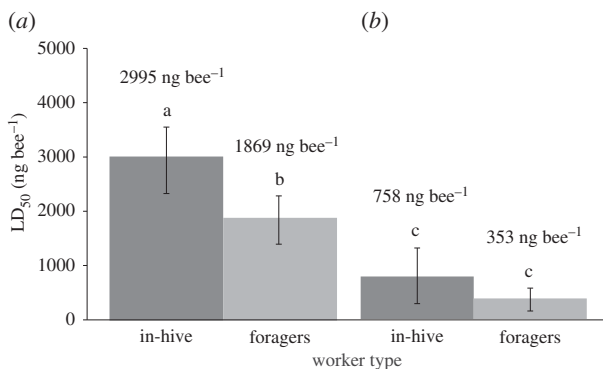 (a) (b)
5000
4000
3000
2000
1000
0
LD50 (ng bee–1)
2995 ng bee–1
a
1869 ng bee–1
b
758 ng bee–1
c
353 ng bee–1
c
in-hive foragers in-hive foragers
worker type